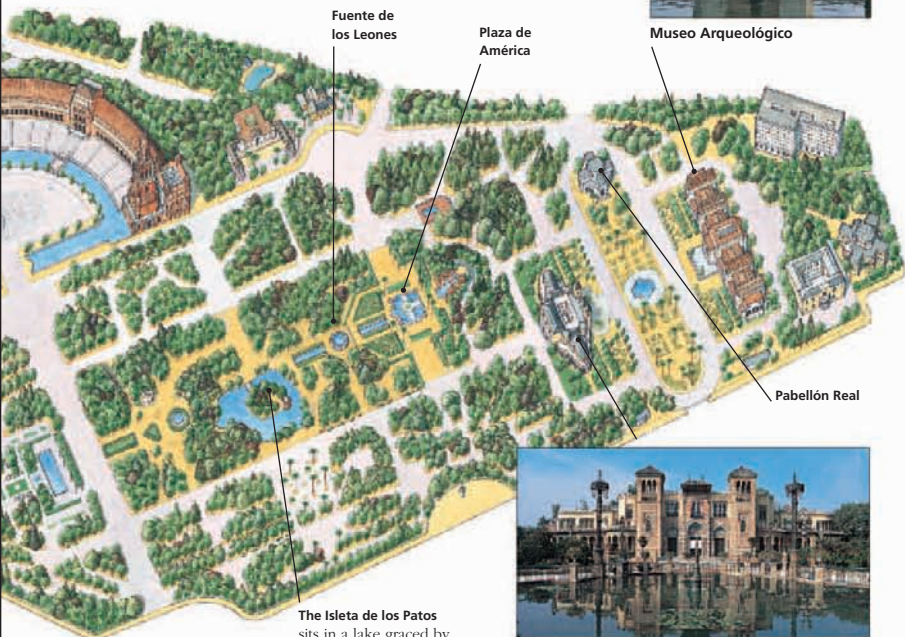 Fuente de
los Leones
Plaza de
América
Museo Arqueológico
Pabellón Real
The Isleta de los Patos
sits in a lake graced by